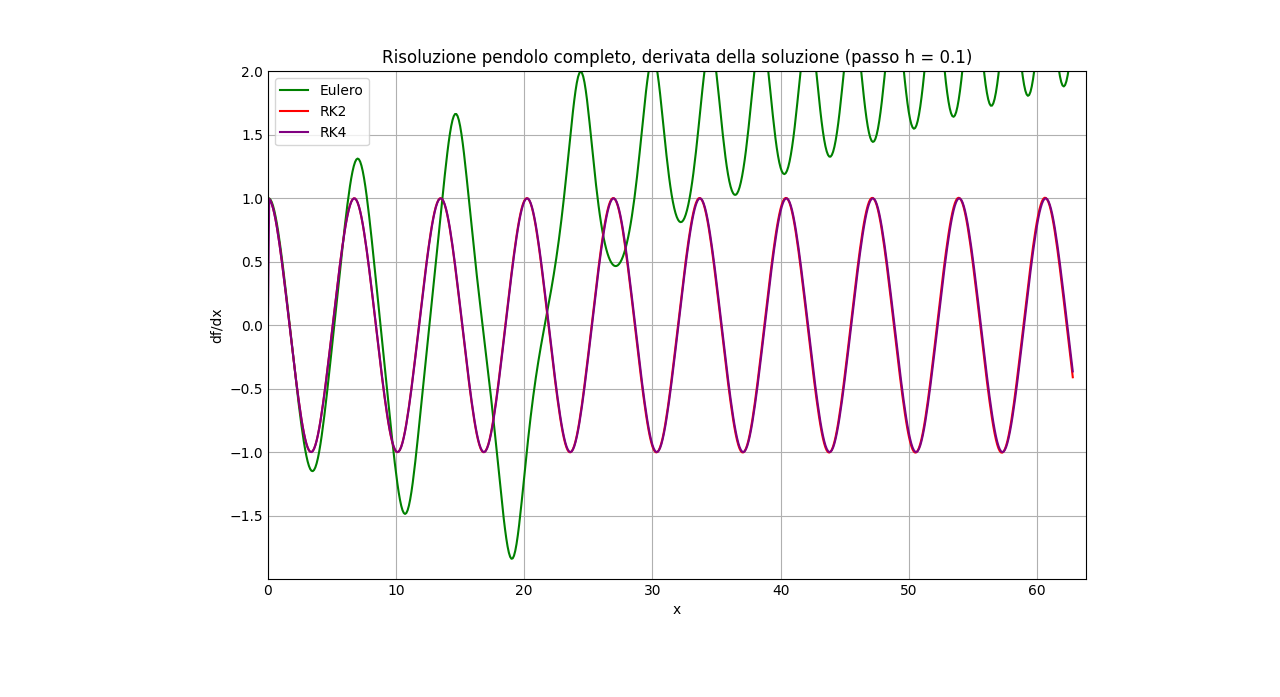 Risoluzione pendolo completo, derivata della soluzione (passo h = 0.1)
Eulero
RK2
RK4
2.0
1.5
1.0
0.5
0.0
−0.5
−1.0
−1.5
df/dx
0 10 20 30 40 50 60
x